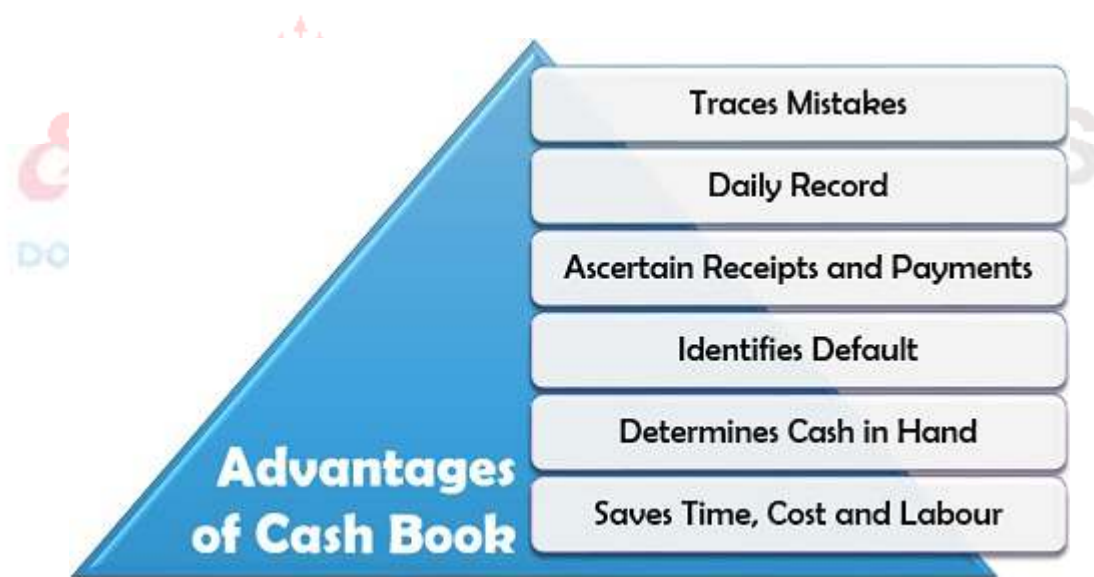 Traces Mistakes
Daily Record
Ascertain Receipts and Payments
Identifies Default
Determines Cash in Hand
Saves Time, Cost and Labour
Advantages
of Cash Book